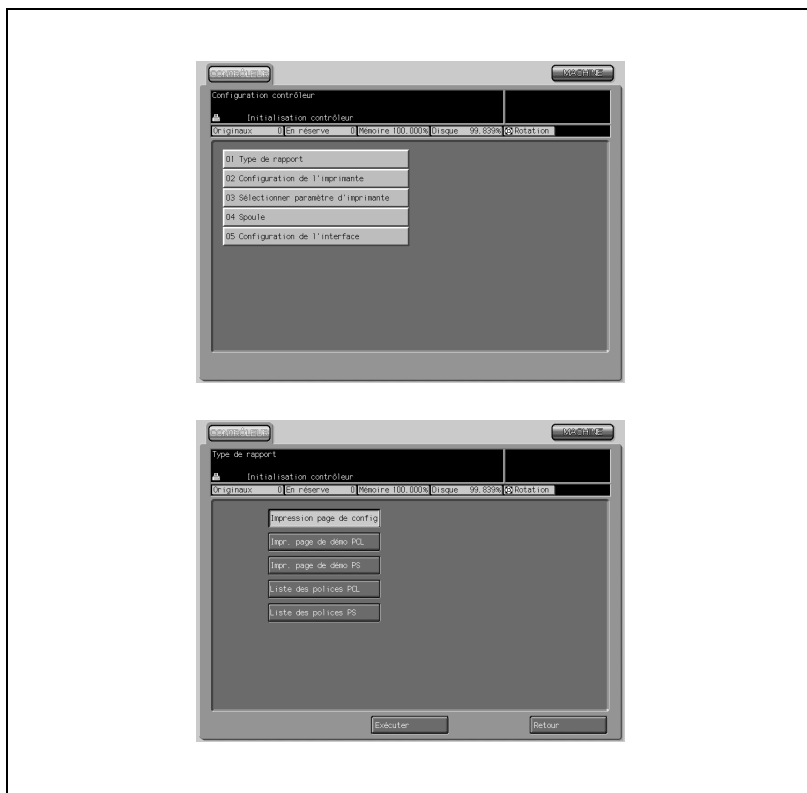 CONTRÔLEUR MACHINE
Configuration contrôleur
Initialisation contrôleur
Originaux 0 En réserve 0 Mémoire 100.000% Disque 99.839% Rotation
01 Type de rapport
02 Configuration de l'imprimante
03 Sélectionner paramètre d'imprimante
04 Spoule
05 Configuration de l'interface
CONTRÔLEUR MACHINE
Type de rapport
Initialisation contrôleur
Originaux 0 En réserve 0 Mémoire 100.000% Disque 99.839% Rotation
Impression page de config
Impr. page de démo PCL
Impr. page de démo PS
Liste des polices PCL
Liste des polices PS
Exécuter Retour